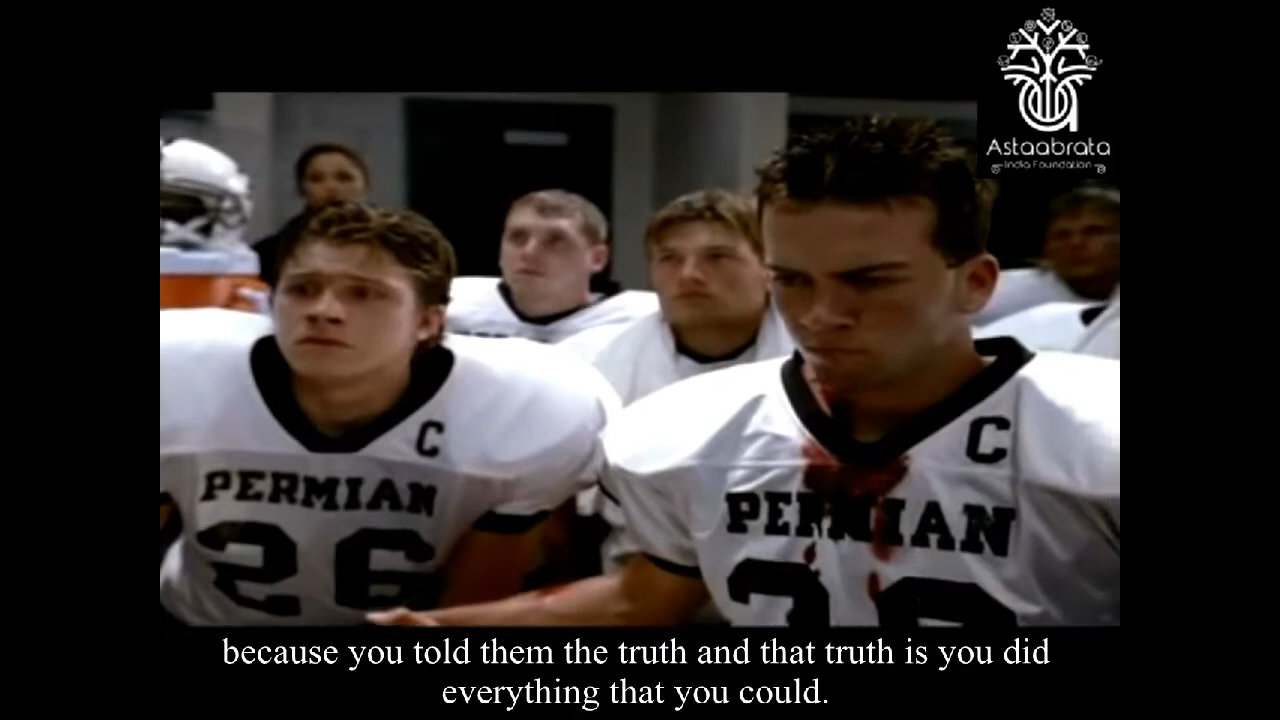 Astaabrata
India Foundation
C
C
PERMIAN
PERMIAN
26
because you told them the truth and that truth is you did
everything that you could.